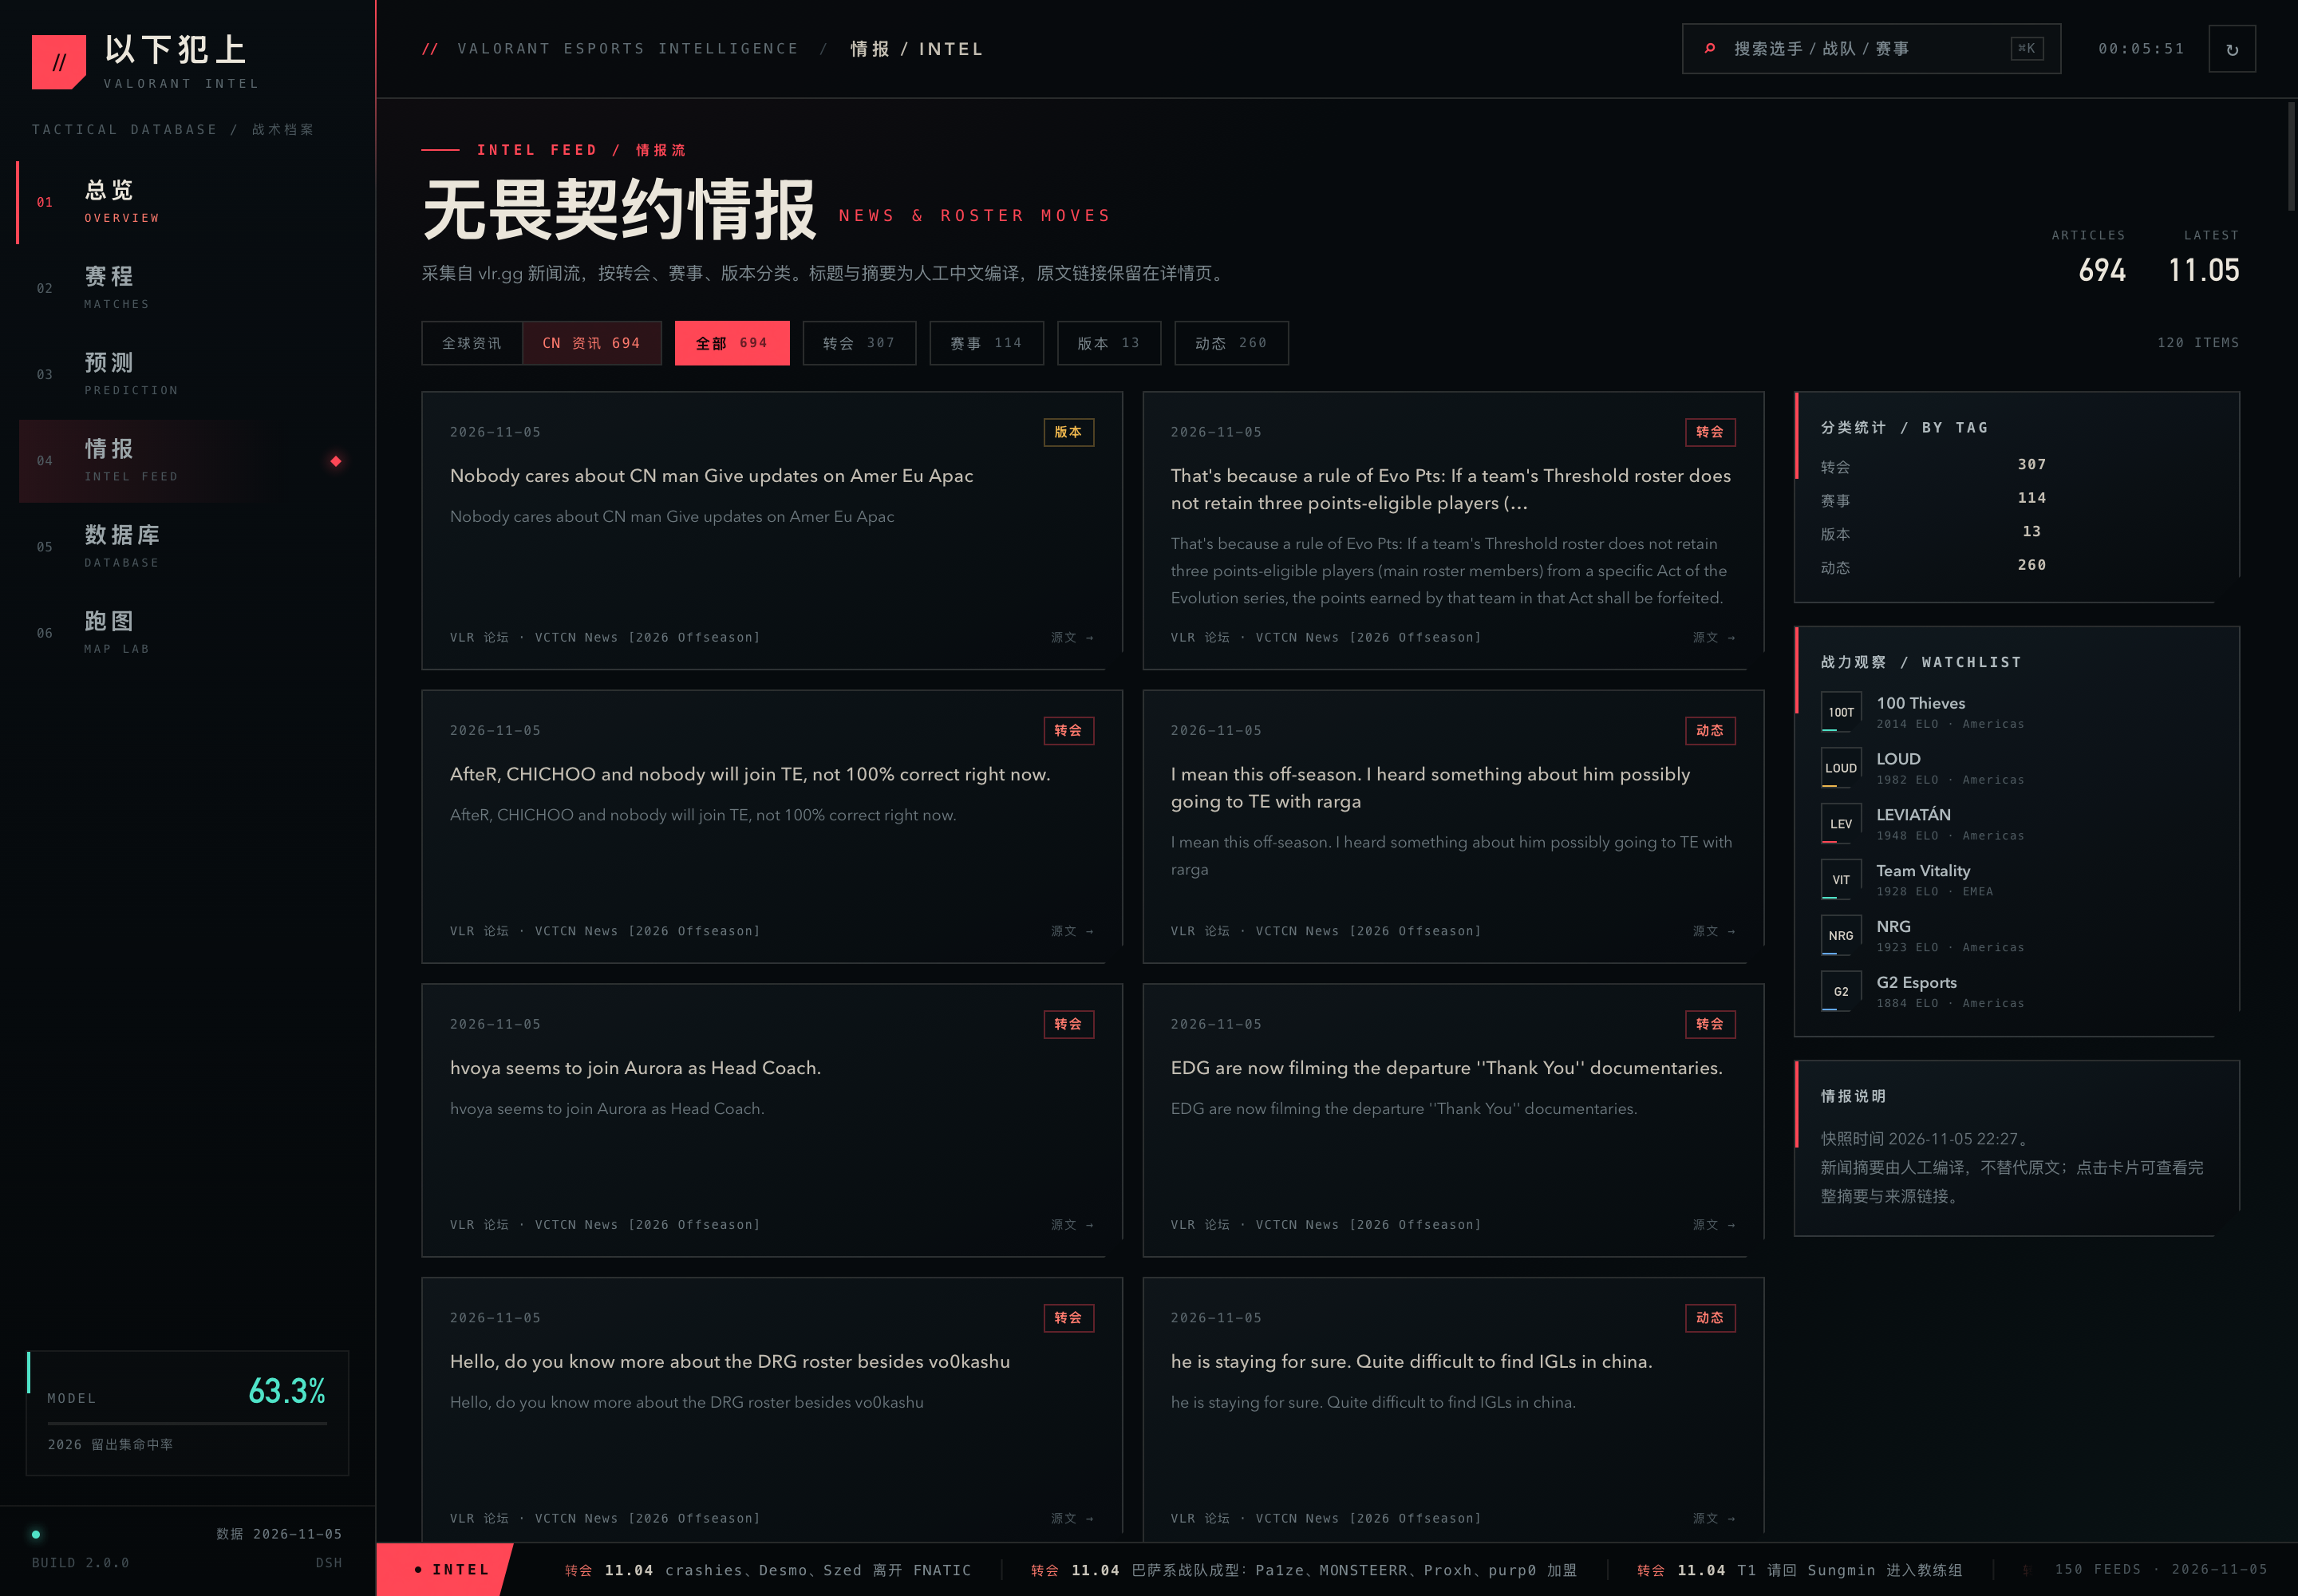 //
以下犯上
VALORANT INTEL
TACTICAL DATABASE / 战术档案
01 总览
OVERVIEW
02 赛程
MATCHES
03 预测
PREDICTION
04 情报
INTEL FEED
05 数据库
DATABASE
06 跑图
MAP LAB
MODEL 63.3%
2026 留出集命中率
数据 2026-11-05
BUILD 2.0.0 DSH
// VALORANT ESPORTS INTELLIGENCE / 情报 / INTEL
搜索选手 / 战队 / 赛事 ⌘K 00:05:51 ↻
INTEL FEED / 情报流
无畏契约情报 NEWS & ROSTER MOVES
采集自 vlr.gg 新闻流，按转会、赛事、版本分类。标题与摘要为人工中文编译，原文链接保留在详情页。
ARTICLES LATEST
694 11.05
全球资讯 CN 资讯 694 全部 694 转会 307 赛事 114 版本 13 动态 260 120 ITEMS
2026-11-05 版本
Nobody cares about CN man Give updates on Amer Eu Apac
Nobody cares about CN man Give updates on Amer Eu Apac
VLR 论坛 · VCTCN News [2026 Offseason] 源文 →
2026-11-05 转会
That's because a rule of Evo Pts: If a team's Threshold roster does
not retain three points-eligible players (…
That's because a rule of Evo Pts: If a team's Threshold roster does not retain
three points-eligible players (main roster members) from a specific Act of the
Evolution series, the points earned by that team in that Act shall be forfeited.
VLR 论坛 · VCTCN News [2026 Offseason] 源文 →
2026-11-05 转会
AfteR, CHICHOO and nobody will join TE, not 100% correct right now.
AfteR, CHICHOO and nobody will join TE, not 100% correct right now.
VLR 论坛 · VCTCN News [2026 Offseason] 源文 →
2026-11-05 动态
I mean this off-season. I heard something about him possibly
going to TE with rarga
I mean this off-season. I heard something about him possibly going to TE with
rarga
VLR 论坛 · VCTCN News [2026 Offseason] 源文 →
2026-11-05 转会
hvoya seems to join Aurora as Head Coach.
hvoya seems to join Aurora as Head Coach.
VLR 论坛 · VCTCN News [2026 Offseason] 源文 →
2026-11-05 转会
EDG are now filming the departure ''Thank You'' documentaries.
EDG are now filming the departure ''Thank You'' documentaries.
VLR 论坛 · VCTCN News [2026 Offseason] 源文 →
2026-11-05 转会
Hello, do you know more about the DRG roster besides vo0kashu
Hello, do you know more about the DRG roster besides vo0kashu
VLR 论坛 · VCTCN News [2026 Offseason] 源文 →
2026-11-05 动态
he is staying for sure. Quite difficult to find IGLs in china.
he is staying for sure. Quite difficult to find IGLs in china.
VLR 论坛 · VCTCN News [2026 Offseason] 源文 →
分类统计 / BY TAG
转会 307
赛事 114
版本 13
动态 260
战力观察 / WATCHLIST
100T 100 Thieves
2014 ELO · Americas
LOUD LOUD
1982 ELO · Americas
LEV LEVIATÁN
1948 ELO · Americas
VIT Team Vitality
1928 ELO · EMEA
NRG NRG
1923 ELO · Americas
G2 G2 Esports
1884 ELO · Americas
情报说明
快照时间 2026-11-05 22:27。
新闻摘要由人工编译，不替代原文；点击卡片可查看完
整摘要与来源链接。
● INTEL 转会 11.04 crashies、Desmo、Szed 离开 FNATIC 转会 11.04 巴萨系战队成型：Pa1ze、MONSTEERR、Proxh、purp0 加盟 转会 11.04 T1 请回 Sungmin 进入教练组 150 FEEDS · 2026-11-05